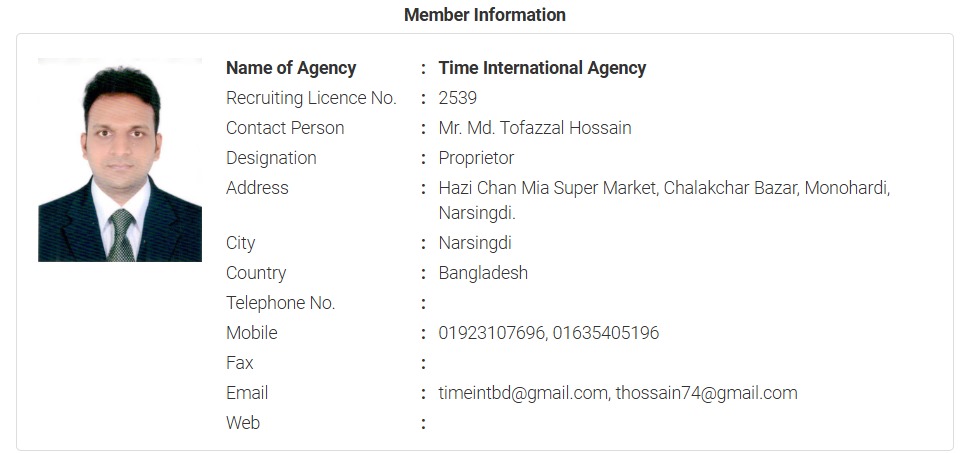 Member Information
Name of Agency : Time International Agency
Recruiting Licence No. : 2539
Contact Person : Mr. Md. Tofazzal Hossain
Designation : Proprietor
Address : Hazi Chan Mia Super Market, Chalakchar Bazar, Monohardi,
Narsingdi.
City : Narsingdi
Country : Bangladesh
Telephone No. :
Mobile : 01923107696, 01635405196
Fax :
Email : timeintbd@gmail.com, thossain74@gmail.com
Web :